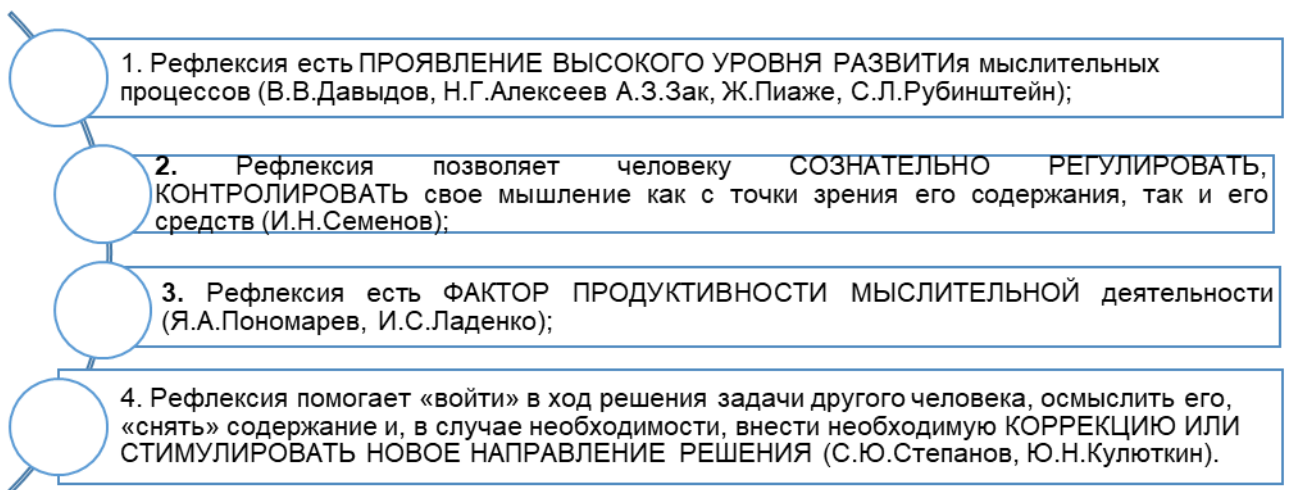 1. Рефлексия есть ПРОЯВЛЕНИЕ ВЫСОКОГО УРОВНЯ РАЗВИТИя мыслительных
процессов (В.В.Давыдов, Н.Г.Алексеев А.З.Зак, Ж.Пиаже, С.Л.Рубинштейн);
2. Рефлексия позволяет человеку СОЗНАТЕЛЬНО РЕГУЛИРОВАТЬ,
КОНТРОЛИРОВАТЬ свое мышление как с точки зрения его содержания, так и его
средств (И.Н.Семенов);
3. Рефлексия есть ФАКТОР ПРОДУКТИВНОСТИ МЫСЛИТЕЛЬНОЙ деятельности
(Я.А.Пономарев, И.С.Ладенко);
4. Рефлексия помогает «войти» в ход решения задачи другого человека, осмыслить его,
«снять» содержание и, в случае необходимости, внести необходимую КОРРЕКЦИЮ ИЛИ
СТИМУЛИРОВАТЬ НОВОЕ НАПРАВЛЕНИЕ РЕШЕНИЯ (С.Ю.Степанов, Ю.Н.Кулюткин).